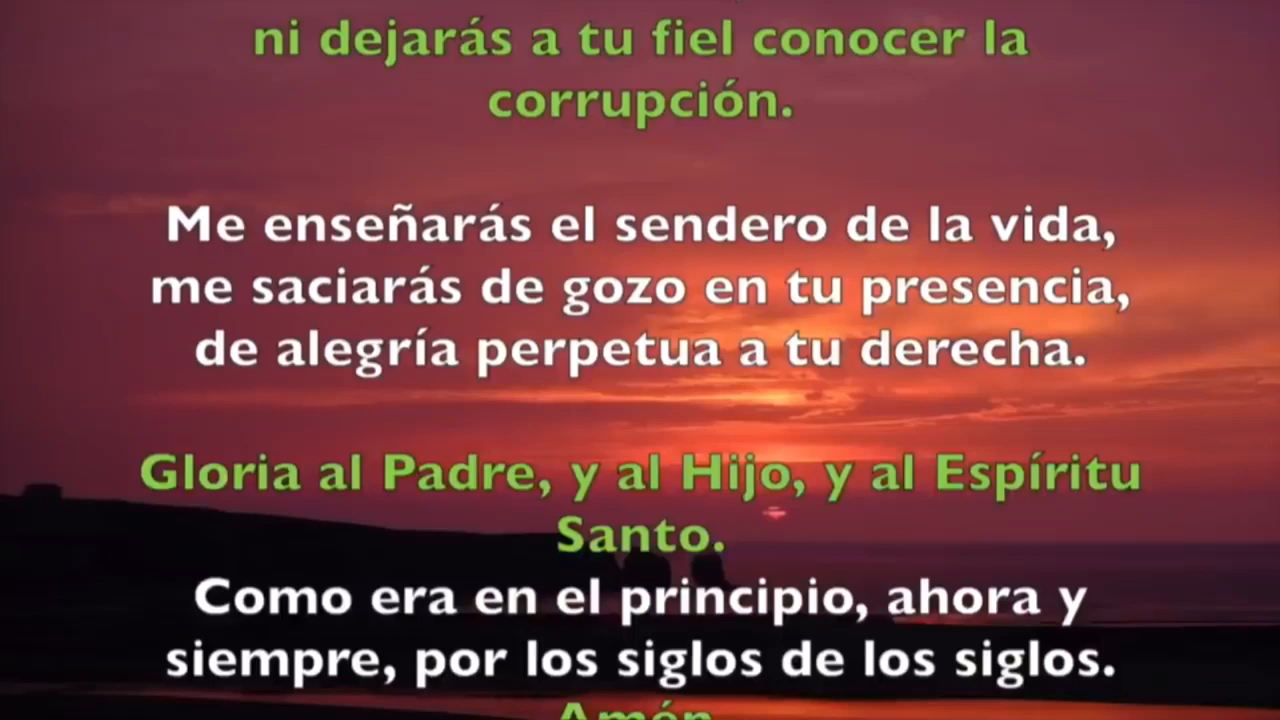 ni dejarás a tu fiel conocer la
corrupción.
Me enseñarás el sendero de la vida,
me saciarás de gozo en tu presencia,
de alegría perpetua a tu derecha.
Gloria al Padre, y al Hijo, y al Espíritu
Santo.
Como era en el principio, ahora y
siempre, por los siglos de los siglos.
Amén